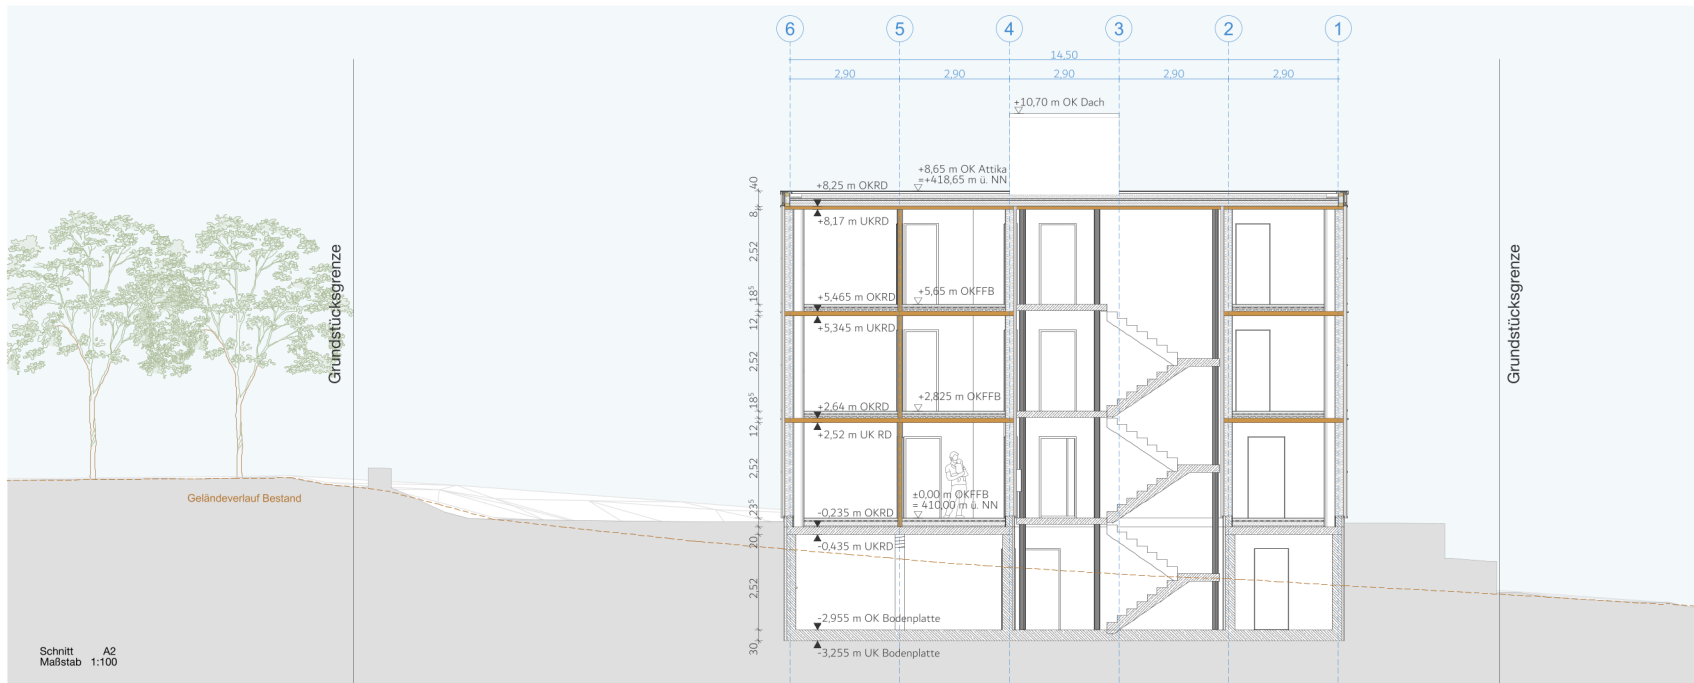 6 5 4 3 2 1
14,50
2,90 2,90 2,90 2,90 2,90
+10,70 m OK Dach
+8,65 m OK Attika
=+418,65 m ü. NN
+8,25 m OKRD
+8,17 m UKRD
+5,65 m OKFFB
+5,465 m OKRD
+5,345 m UKRD
+2,825 m OKFFB
+2,64 m OKRD
+2,52 m UK RD
±0,00 m OKFFB
= 410,00 m ü. NN
-0,235 m OKRD
-0,435 m UKRD
-2,955 m OK Bodenplatte
-3,255 m UK Bodenplatte
40
8
2,52
18⁵
12
2,52
18⁵
12
2,52
23⁵
20
2,52
30
Grundstücksgrenze
Grundstücksgrenze
Geländeverlauf Bestand
Schnitt A2
Maßstab 1:100